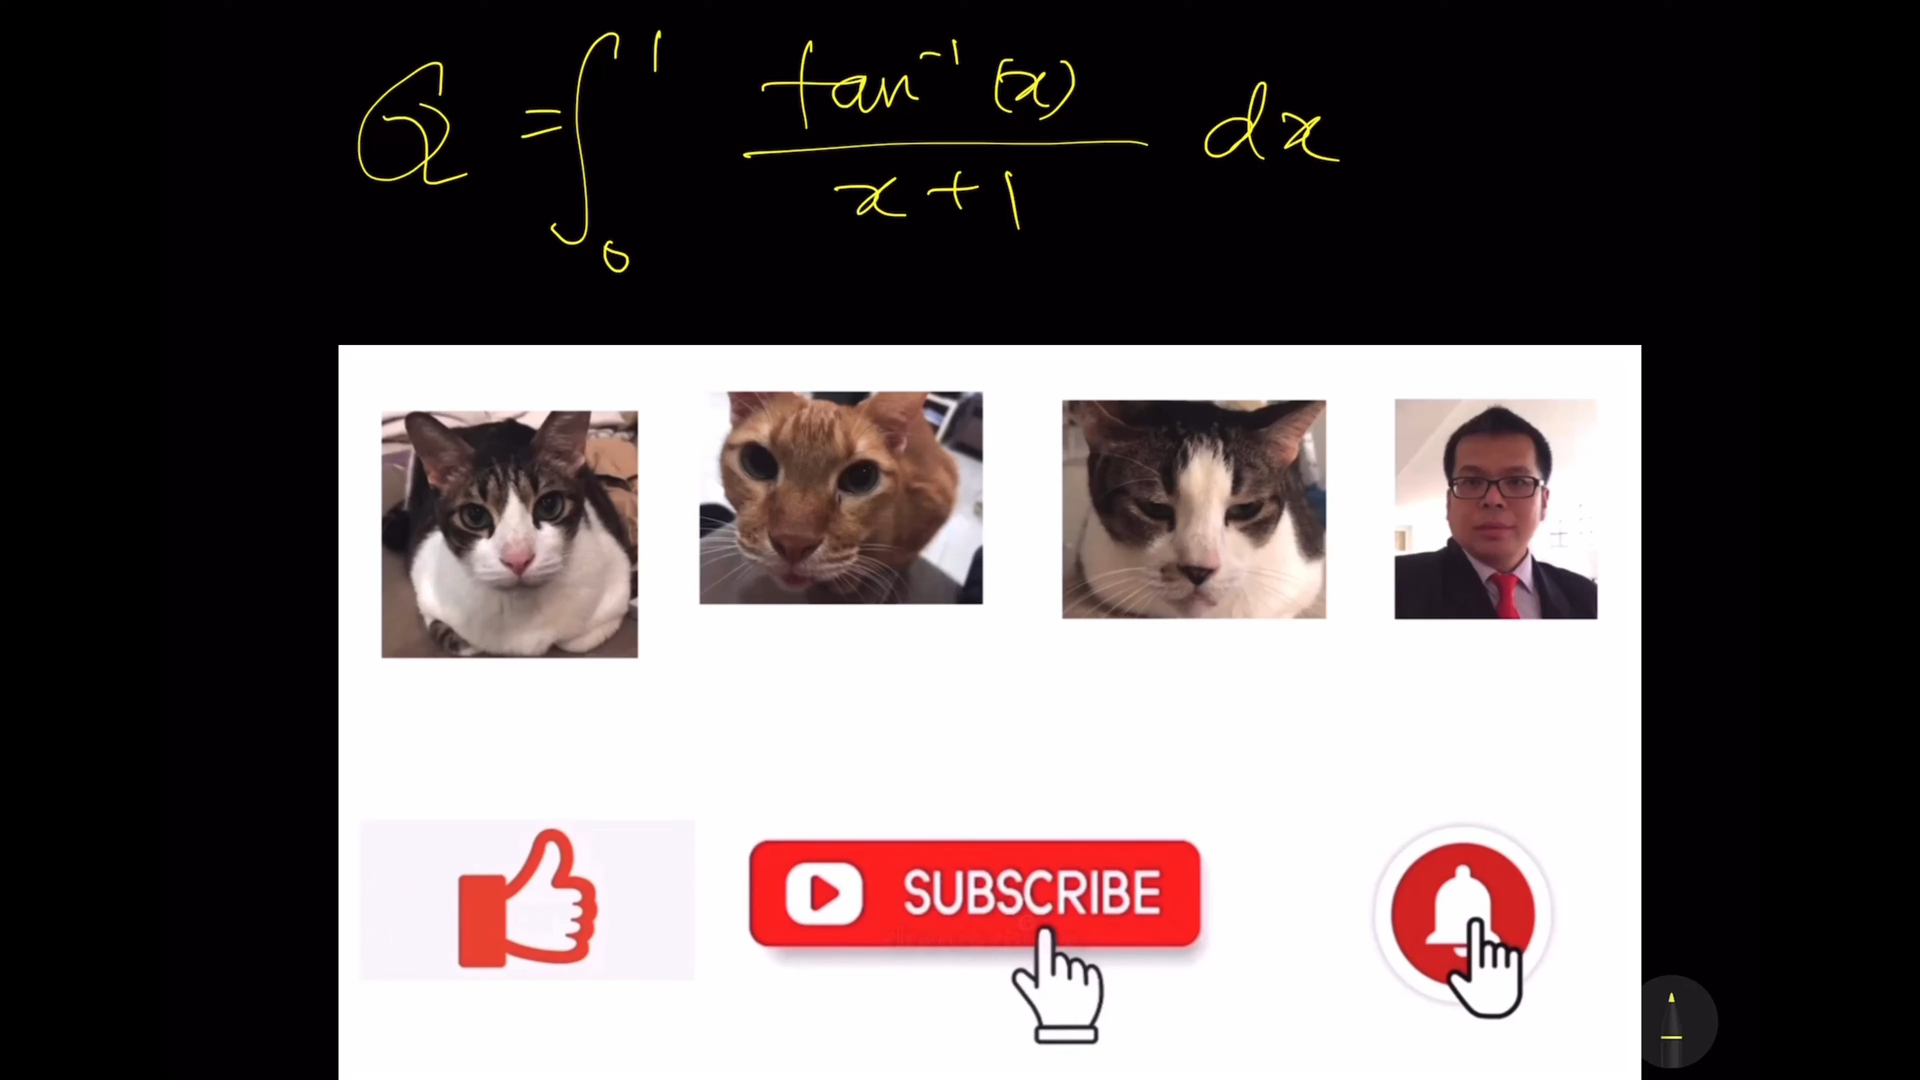 Q = ∫₀¹ tan⁻¹(x) / x+1 dx
SUBSCRIBE